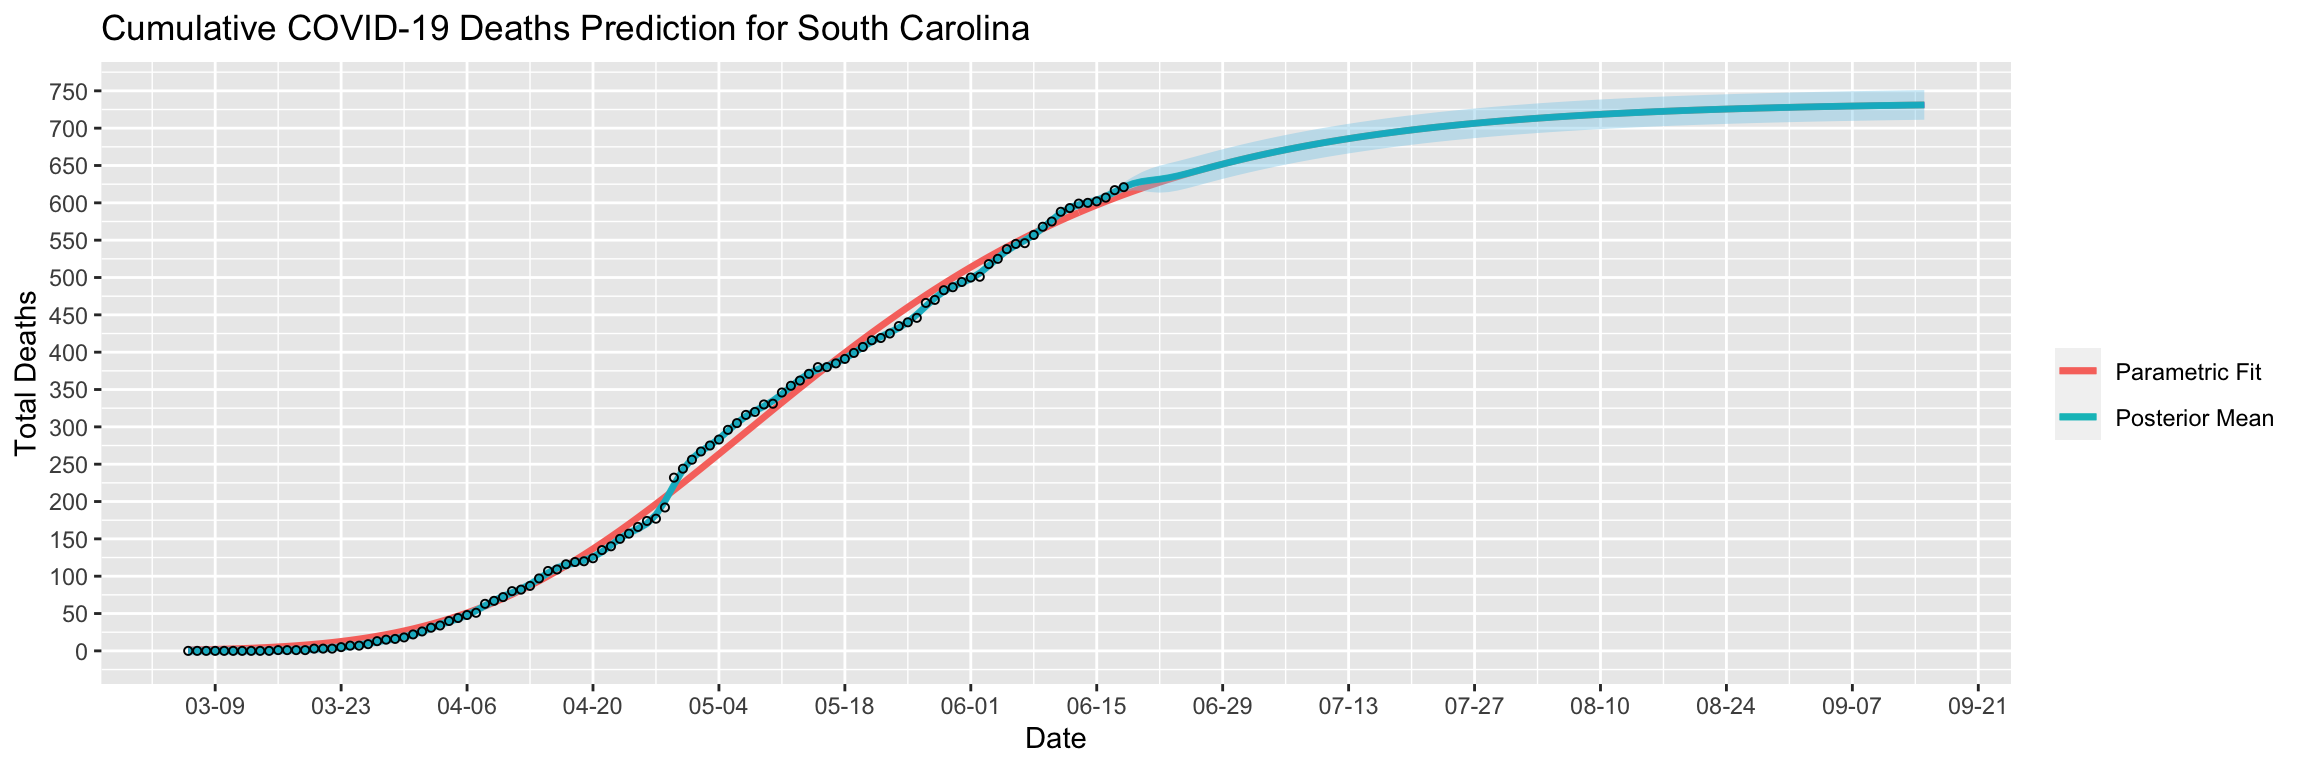 Cumulative COVID-19 Deaths Prediction for South Carolina
750
700
650
600
550
500
450
400
350
300
250
200
150
100
50
0
Total Deaths
03-09 03-23 04-06 04-20 05-04 05-18 06-01 06-15 06-29 07-13 07-27 08-10 08-24 09-07 09-21
Date
Parametric Fit
Posterior Mean